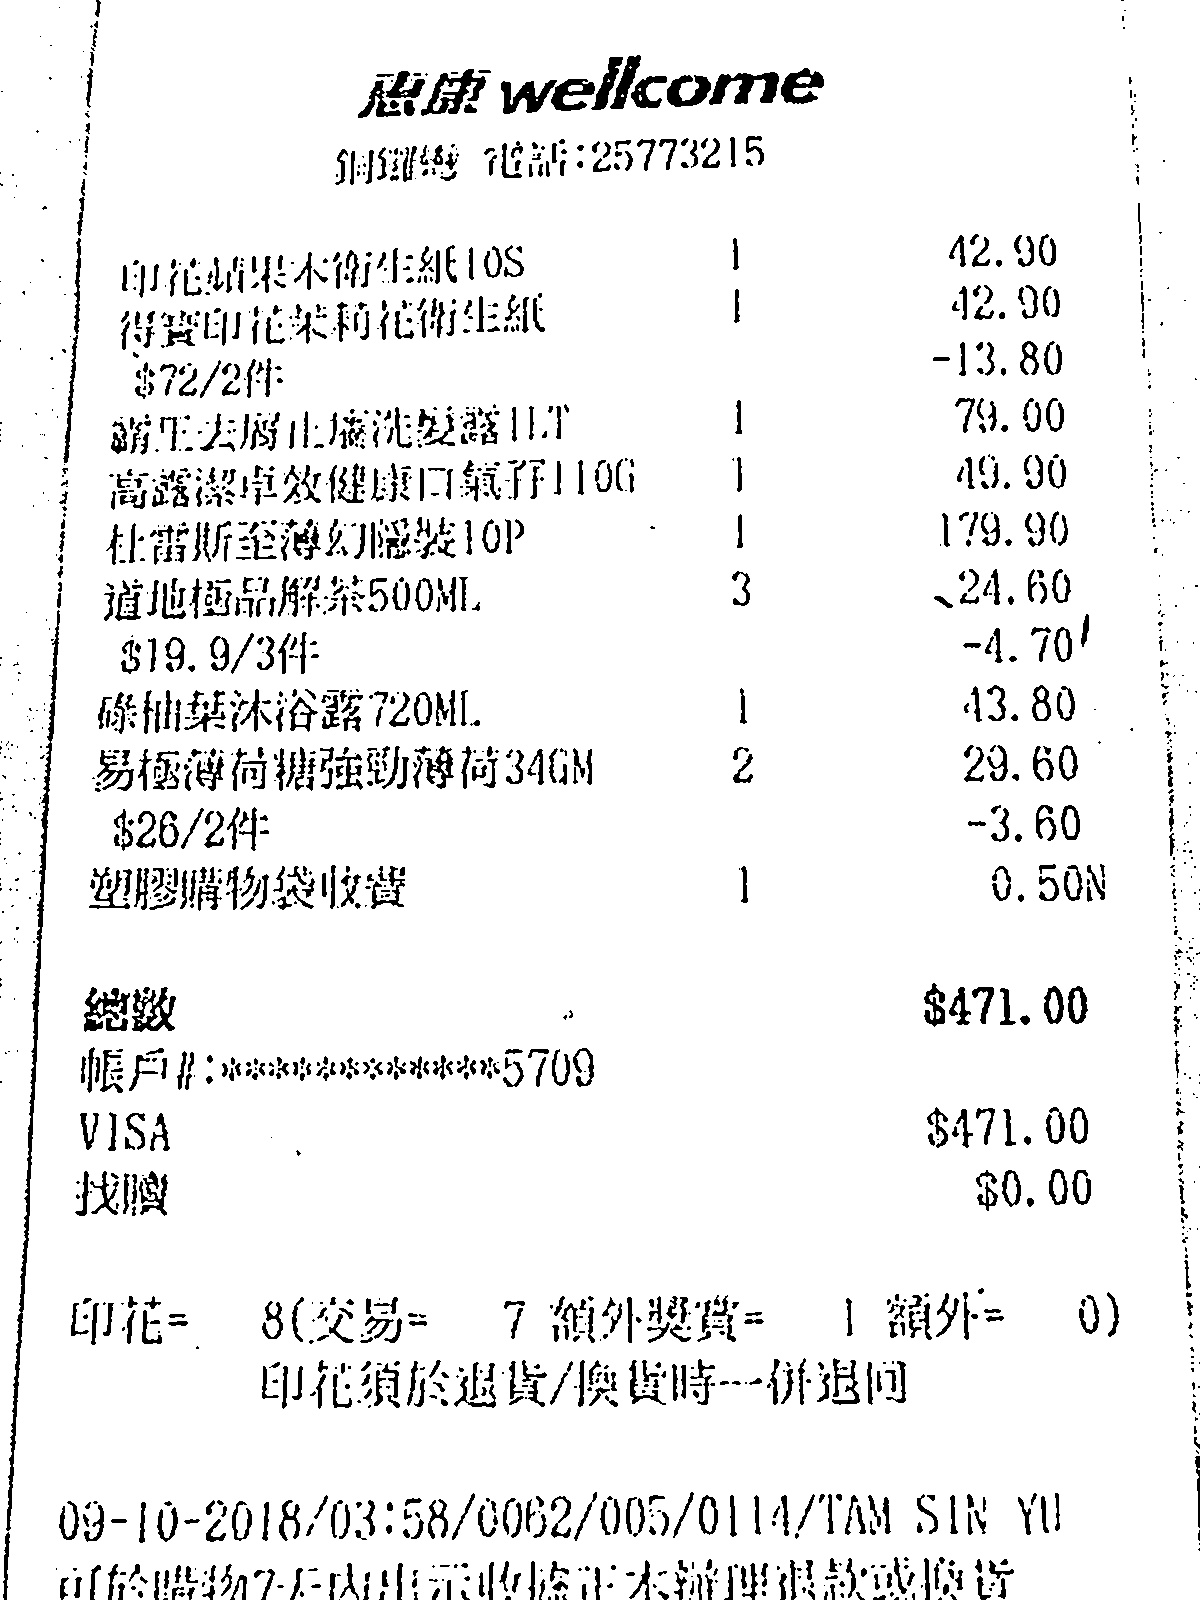 惠康 wellcome
銅鑼灣 電話:25773215
印花蘋果木衛生紙10S 1 42.90
得寶印花茉莉花衛生紙 1 42.90
$72/2件 -13.80
霸王去屑止癢洗髮露1LT 1 79.00
高露潔卓效健康口氣孖110G 1 49.90
杜蕾斯至薄幻隱裝10P 1 179.90
道地極品解茶500ML 3 24.60
$19.9/3件 -4.70
碌柚葉沐浴露720ML 1 43.80
易極薄荷糖強勁薄荷34GM 2 29.60
$26/2件 -3.60
塑膠購物袋收費 1 0.50N
總數 $471.00
帳戶#:************5709
VISA $471.00
找贖 $0.00
印花= 8(交易= 7 額外獎賞= 1 額外= 0)
印花須於退貨/換貨時一併退回
09-10-2018/03:58/0062/005/0114/TAM SIN YU
可於購物7天內出示收據正本辦理退款或換貨